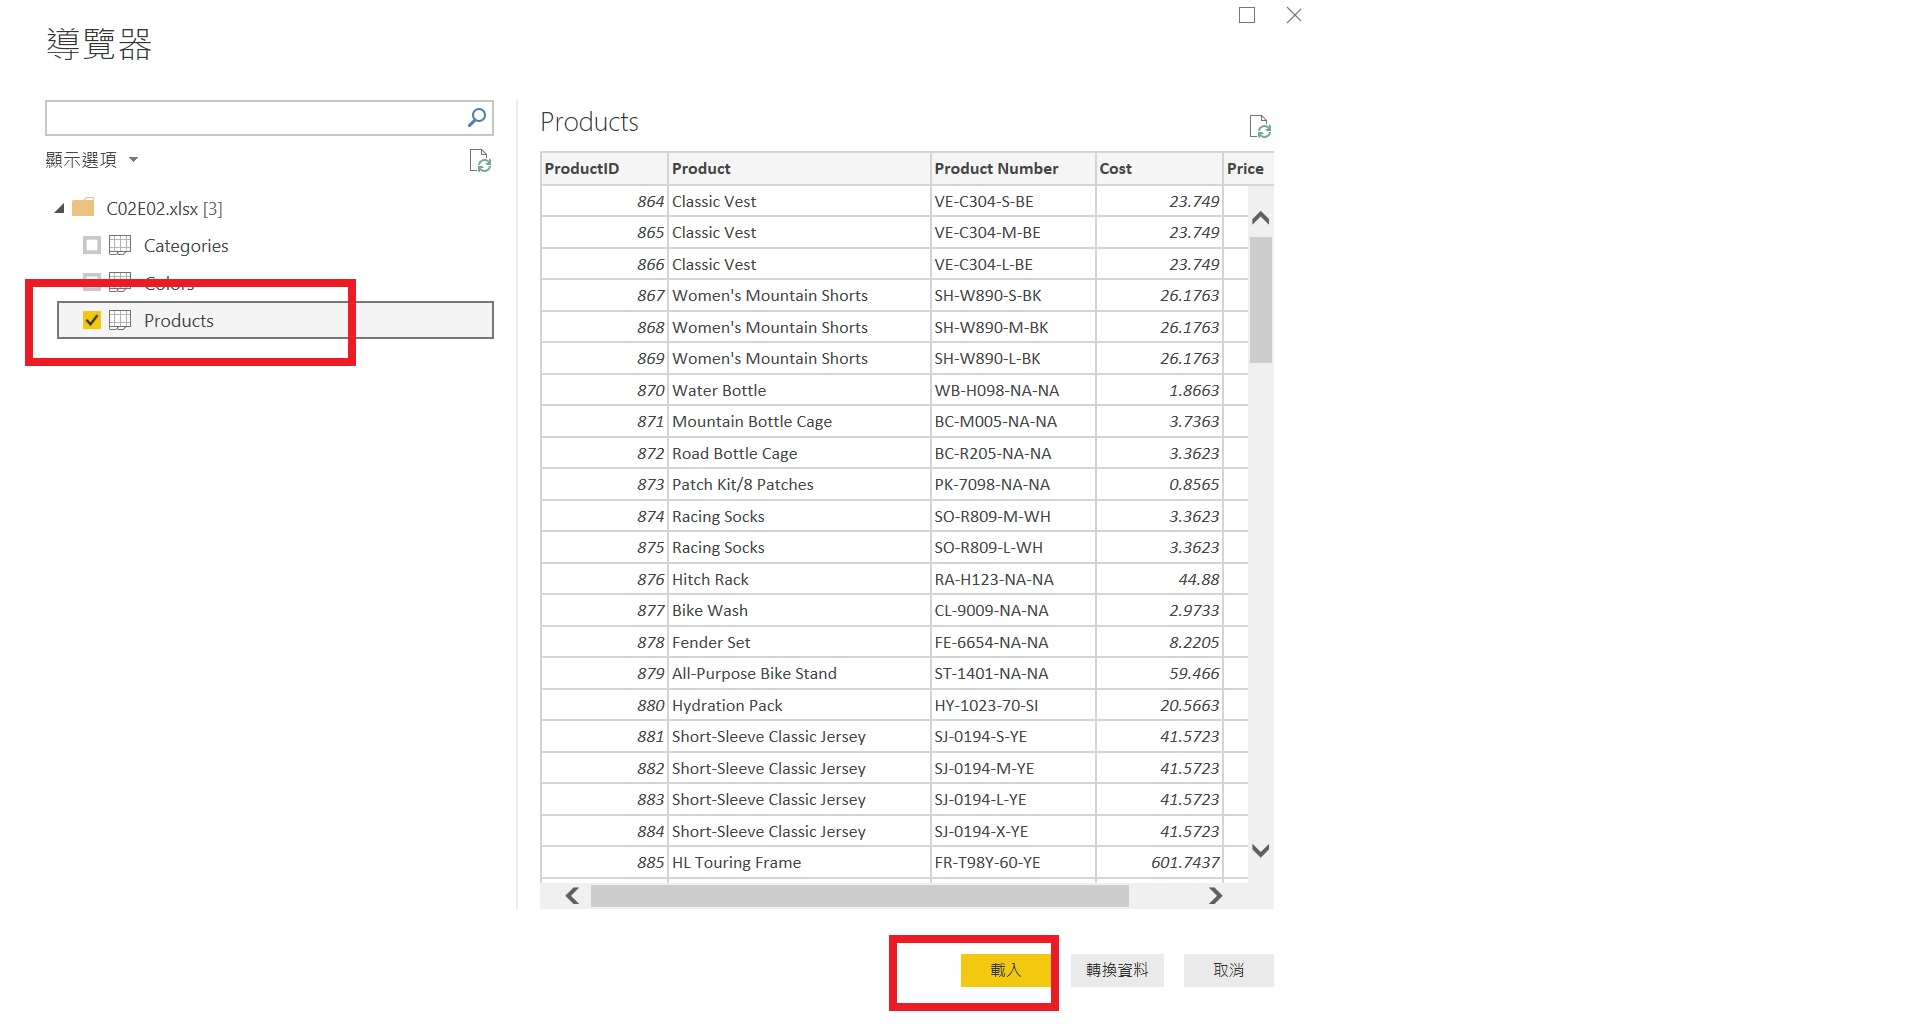 導覽器
顯示選項
C02E02.xlsx [3]
Categories
Colors
Products
Products
ProductID Product Product Number Cost Price
864 Classic Vest VE-C304-S-BE 23.749
865 Classic Vest VE-C304-M-BE 23.749
866 Classic Vest VE-C304-L-BE 23.749
867 Women's Mountain Shorts SH-W890-S-BK 26.1763
868 Women's Mountain Shorts SH-W890-M-BK 26.1763
869 Women's Mountain Shorts SH-W890-L-BK 26.1763
870 Water Bottle WB-H098-NA-NA 1.8663
871 Mountain Bottle Cage BC-M005-NA-NA 3.7363
872 Road Bottle Cage BC-R205-NA-NA 3.3623
873 Patch Kit/8 Patches PK-7098-NA-NA 0.8565
874 Racing Socks SO-R809-M-WH 3.3623
875 Racing Socks SO-R809-L-WH 3.3623
876 Hitch Rack RA-H123-NA-NA 44.88
877 Bike Wash CL-9009-NA-NA 2.9733
878 Fender Set FE-6654-NA-NA 8.2205
879 All-Purpose Bike Stand ST-1401-NA-NA 59.466
880 Hydration Pack HY-1023-70-SI 20.5663
881 Short-Sleeve Classic Jersey SJ-0194-S-YE 41.5723
882 Short-Sleeve Classic Jersey SJ-0194-M-YE 41.5723
883 Short-Sleeve Classic Jersey SJ-0194-L-YE 41.5723
884 Short-Sleeve Classic Jersey SJ-0194-X-YE 41.5723
885 HL Touring Frame FR-T98Y-60-YE 601.7437
載入 轉換資料 取消